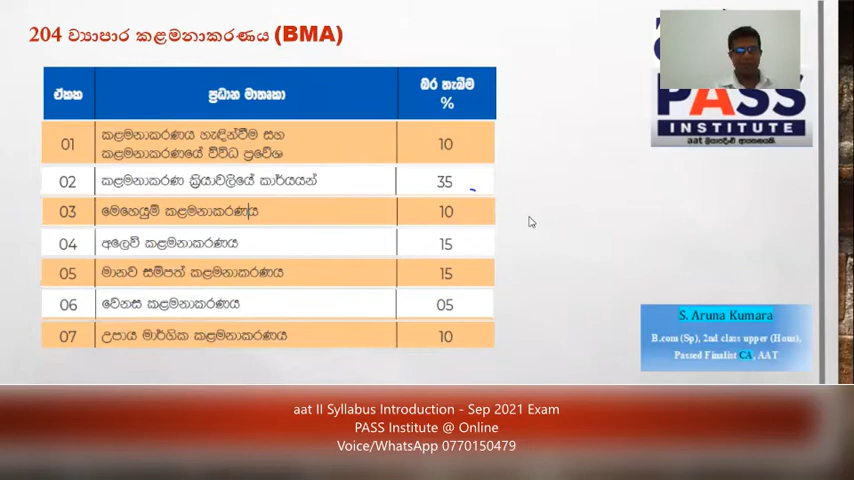 204 ව්‍යාපාර කළමනාකරණය (BMA)
ඒකක ප්‍රධාන මාතෘකා බර තැබීම %
01 කළමනාකරණය හැඳින්වීම සහ
කළමනාකරණයේ විවිධ ප්‍රවේශ 10
02 කළමනාකරණ ක්‍රියාවලියේ කාර්යයන් 35
03 මෙහෙයුම් කළමනාකරණය 10
04 අලෙවි කළමනාකරණය 15
05 මානව සම්පත් කළමනාකරණය 15
06 වෙනස කළමනාකරණය 05
07 උපාය මාර්ගික කළමනාකරණය 10
PASS
INSTITUTE
S. Aruna Kumara
B.com (Sp), 2nd class upper (Hons),
Passed Finalist CA, AAT
aat II Syllabus Introduction - Sep 2021 Exam
PASS Institute @ Online
Voice/WhatsApp 0770150479